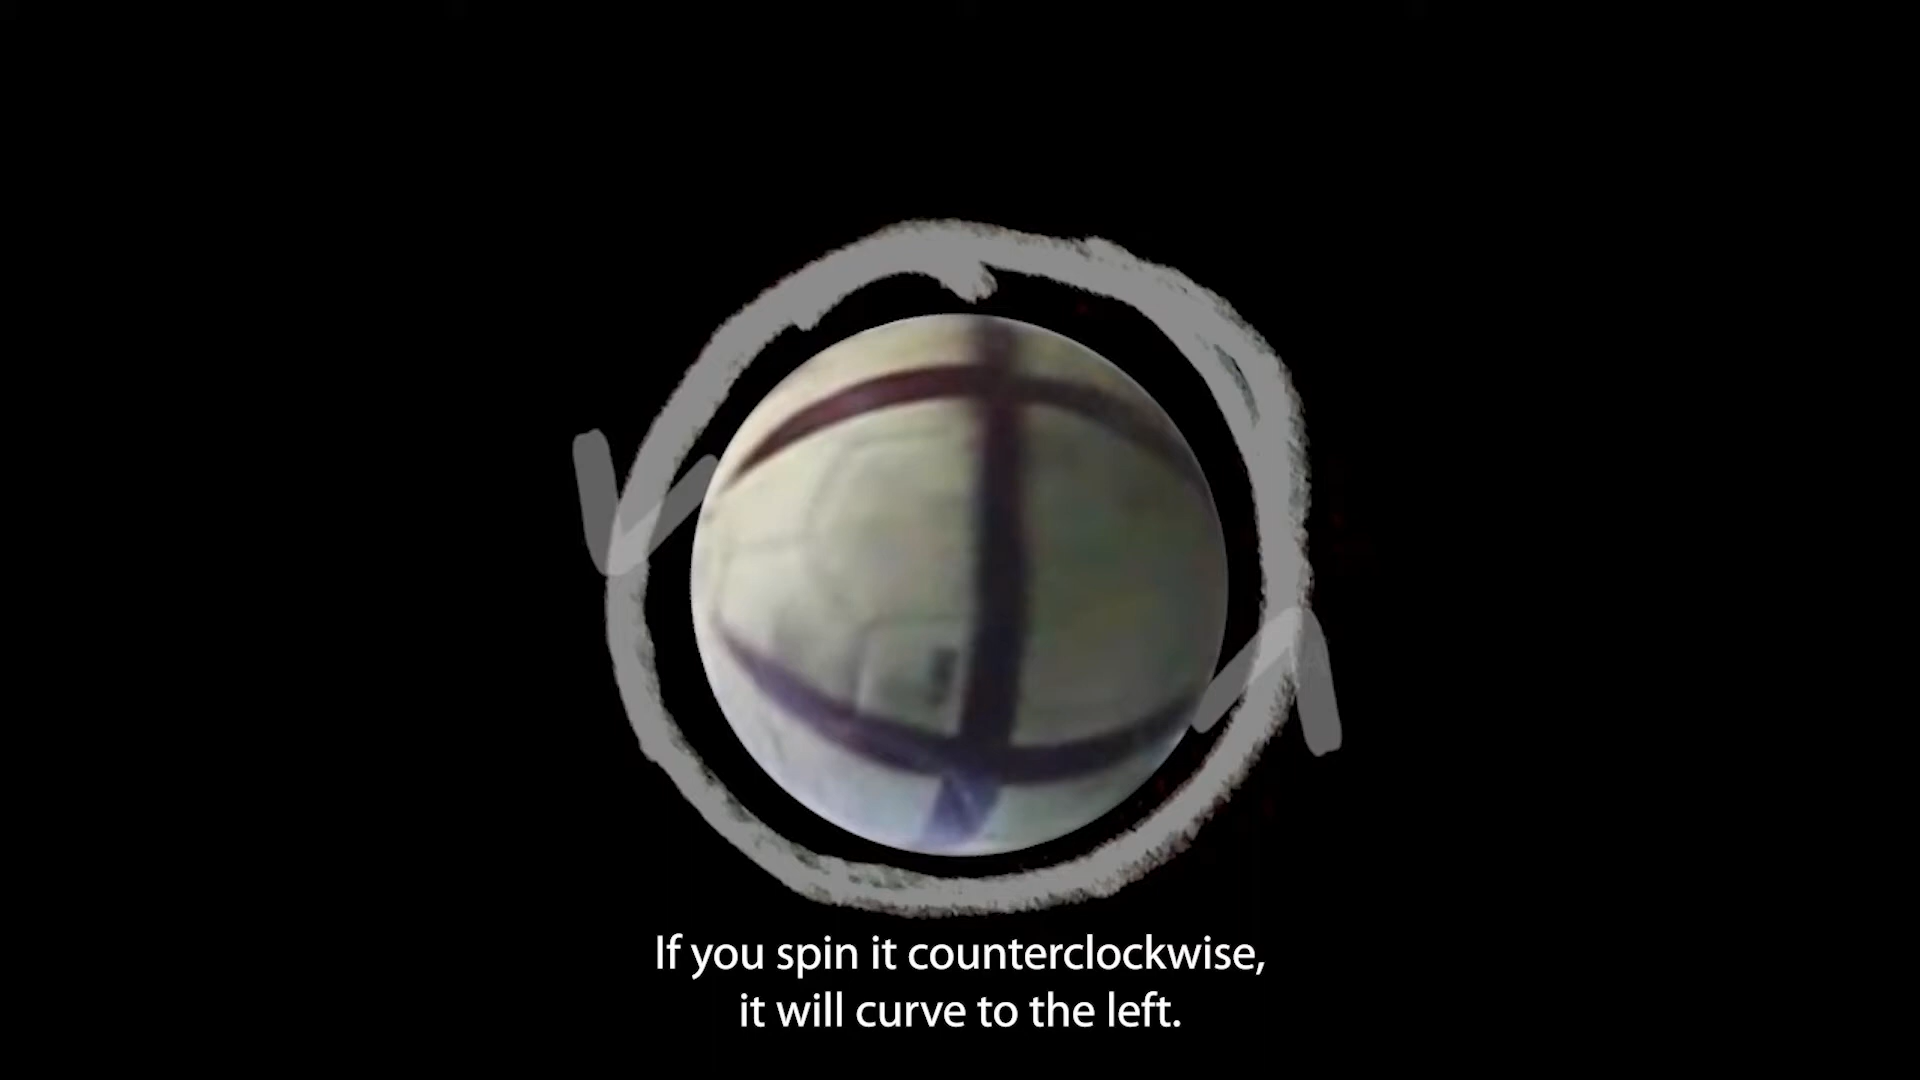 If you spin it counterclockwise,
it will curve to the left.